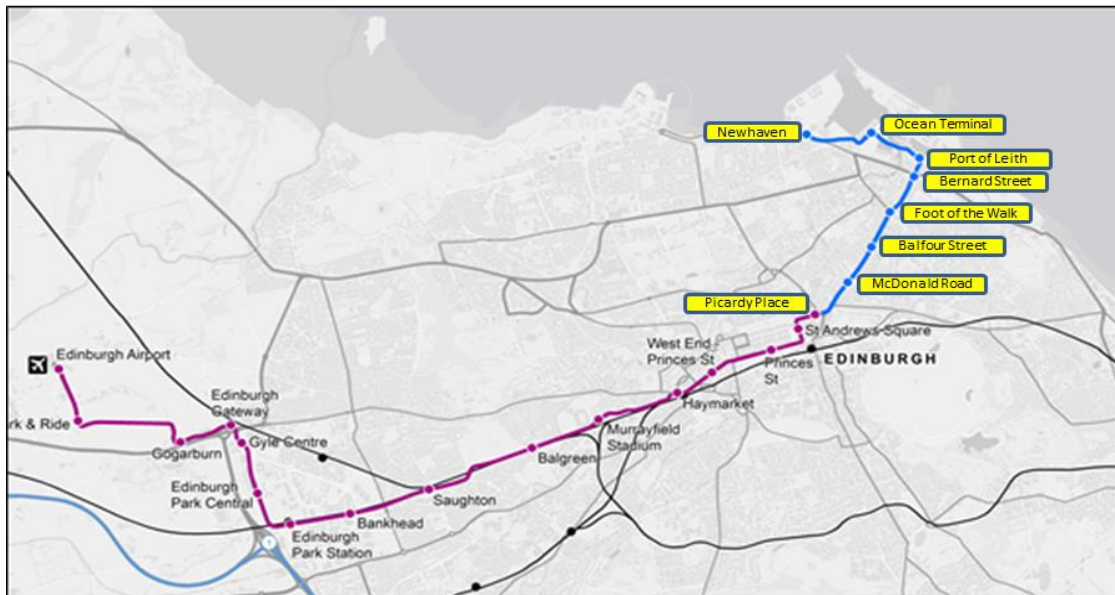 Newhaven
Ocean Terminal
Port of Leith
Bernard Street
Foot of the Walk
Balfour Street
McDonald Road
Picardy Place
St Andrews Square
West End -
Princes St
Princes
St
EDINBURGH
Edinburgh Airport
Edinburgh
Gateway
Haymarket
rk & Ride
Murrayfield
Stadium
Gyle Centre
Gogarburn
Balgreen
Edinburgh
Park Central
Saughton
Bankhead
Edinburgh
Park Station